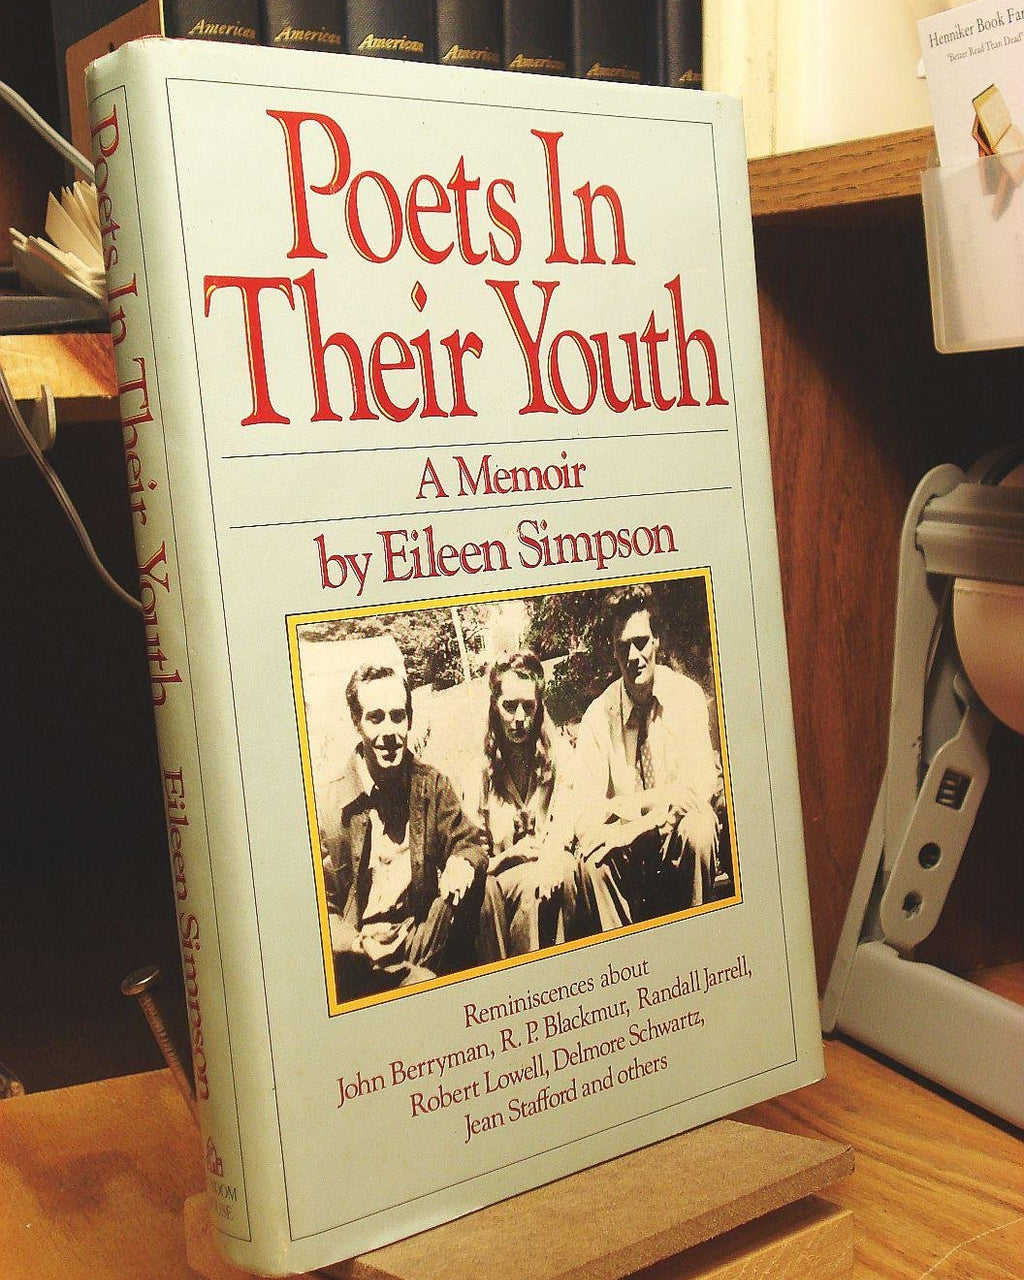 American
American
American
American
American
American
Henniker Book Fa
"Better Read Than Dead"
Poets In
Their Youth
A Memoir
by Eileen Simpson
Reminiscences about
John Berryman, R. P. Blackmur, Randall Jarrell,
Robert Lowell, Delmore Schwartz,
Jean Stafford and others
Poets In Their Youth Eileen Simpson